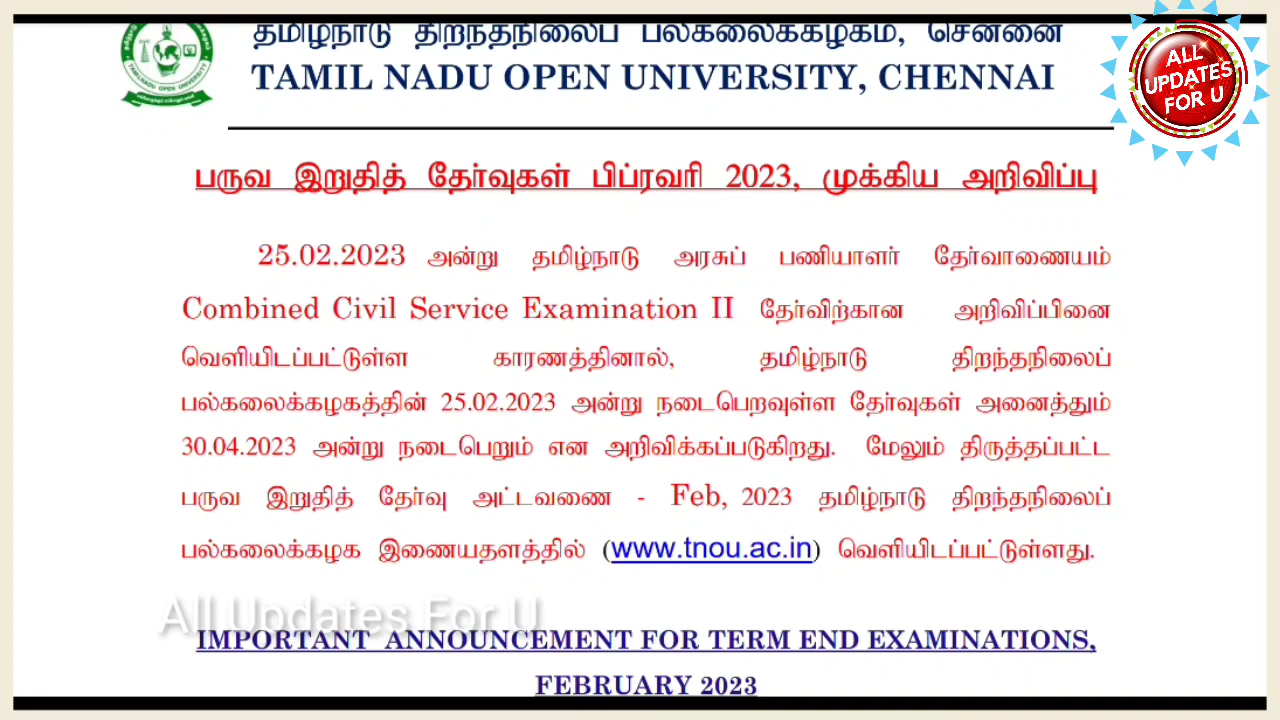 தமிழ்நாடு திறந்தநிலைப் பல்கலைக்கழகம், சென்னை
TAMIL NADU OPEN UNIVERSITY, CHENNAI
ALL
UPDATES
FOR U
பருவ இறுதித் தேர்வுகள் பிப்ரவரி 2023, முக்கிய அறிவிப்பு
25.02.2023 அன்று தமிழ்நாடு அரசுப் பணியாளர் தேர்வாணையம்
Combined Civil Service Examination II தேர்விற்கான அறிவிப்பினை
வெளியிடப்பட்டுள்ள காரணத்தினால், தமிழ்நாடு திறந்தநிலைப்
பல்கலைக்கழகத்தின் 25.02.2023 அன்று நடைபெறவுள்ள தேர்வுகள் அனைத்தும்
30.04.2023 அன்று நடைபெறும் என அறிவிக்கப்படுகிறது. மேலும் திருத்தப்பட்ட
பருவ இறுதித் தேர்வு அட்டவணை - Feb, 2023 தமிழ்நாடு திறந்தநிலைப்
பல்கலைக்கழக இணையதளத்தில் (www.tnou.ac.in) வெளியிடப்பட்டுள்ளது.
All Updates For U
IMPORTANT ANNOUNCEMENT FOR TERM END EXAMINATIONS,
FEBRUARY 2023